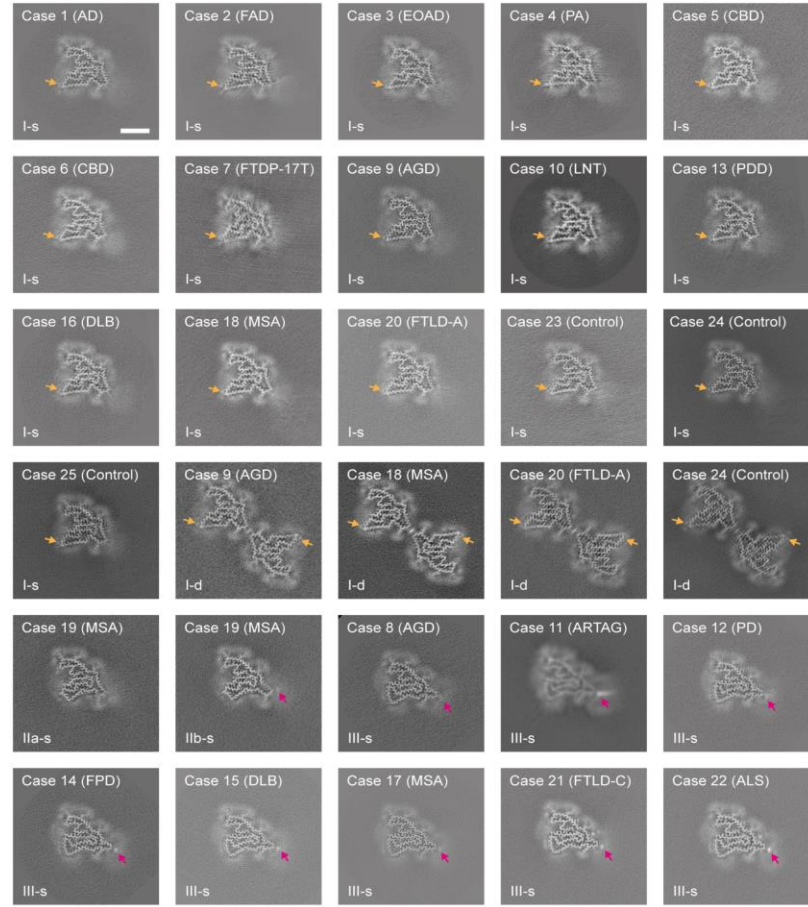 Case 1 (AD)
I-s
Case 2 (FAD)
I-s
Case 3 (EOAD)
I-s
Case 4 (PA)
I-s
Case 5 (CBD)
I-s
Case 6 (CBD)
I-s
Case 7 (FTDP-17T)
I-s
Case 9 (AGD)
I-s
Case 10 (LNT)
I-s
Case 13 (PDD)
I-s
Case 16 (DLB)
I-s
Case 18 (MSA)
I-s
Case 20 (FTLD-A)
I-s
Case 23 (Control)
I-s
Case 24 (Control)
I-s
Case 25 (Control)
I-s
Case 9 (AGD)
I-d
Case 18 (MSA)
I-d
Case 20 (FTLD-A)
I-d
Case 24 (Control)
I-d
Case 19 (MSA)
IIa-s
Case 19 (MSA)
IIb-s
Case 8 (AGD)
III-s
Case 11 (ARTAG)
III-s
Case 12 (PD)
III-s
Case 14 (FPD)
III-s
Case 15 (DLB)
III-s
Case 17 (MSA)
III-s
Case 21 (FTLD-C)
III-s
Case 22 (ALS)
III-s